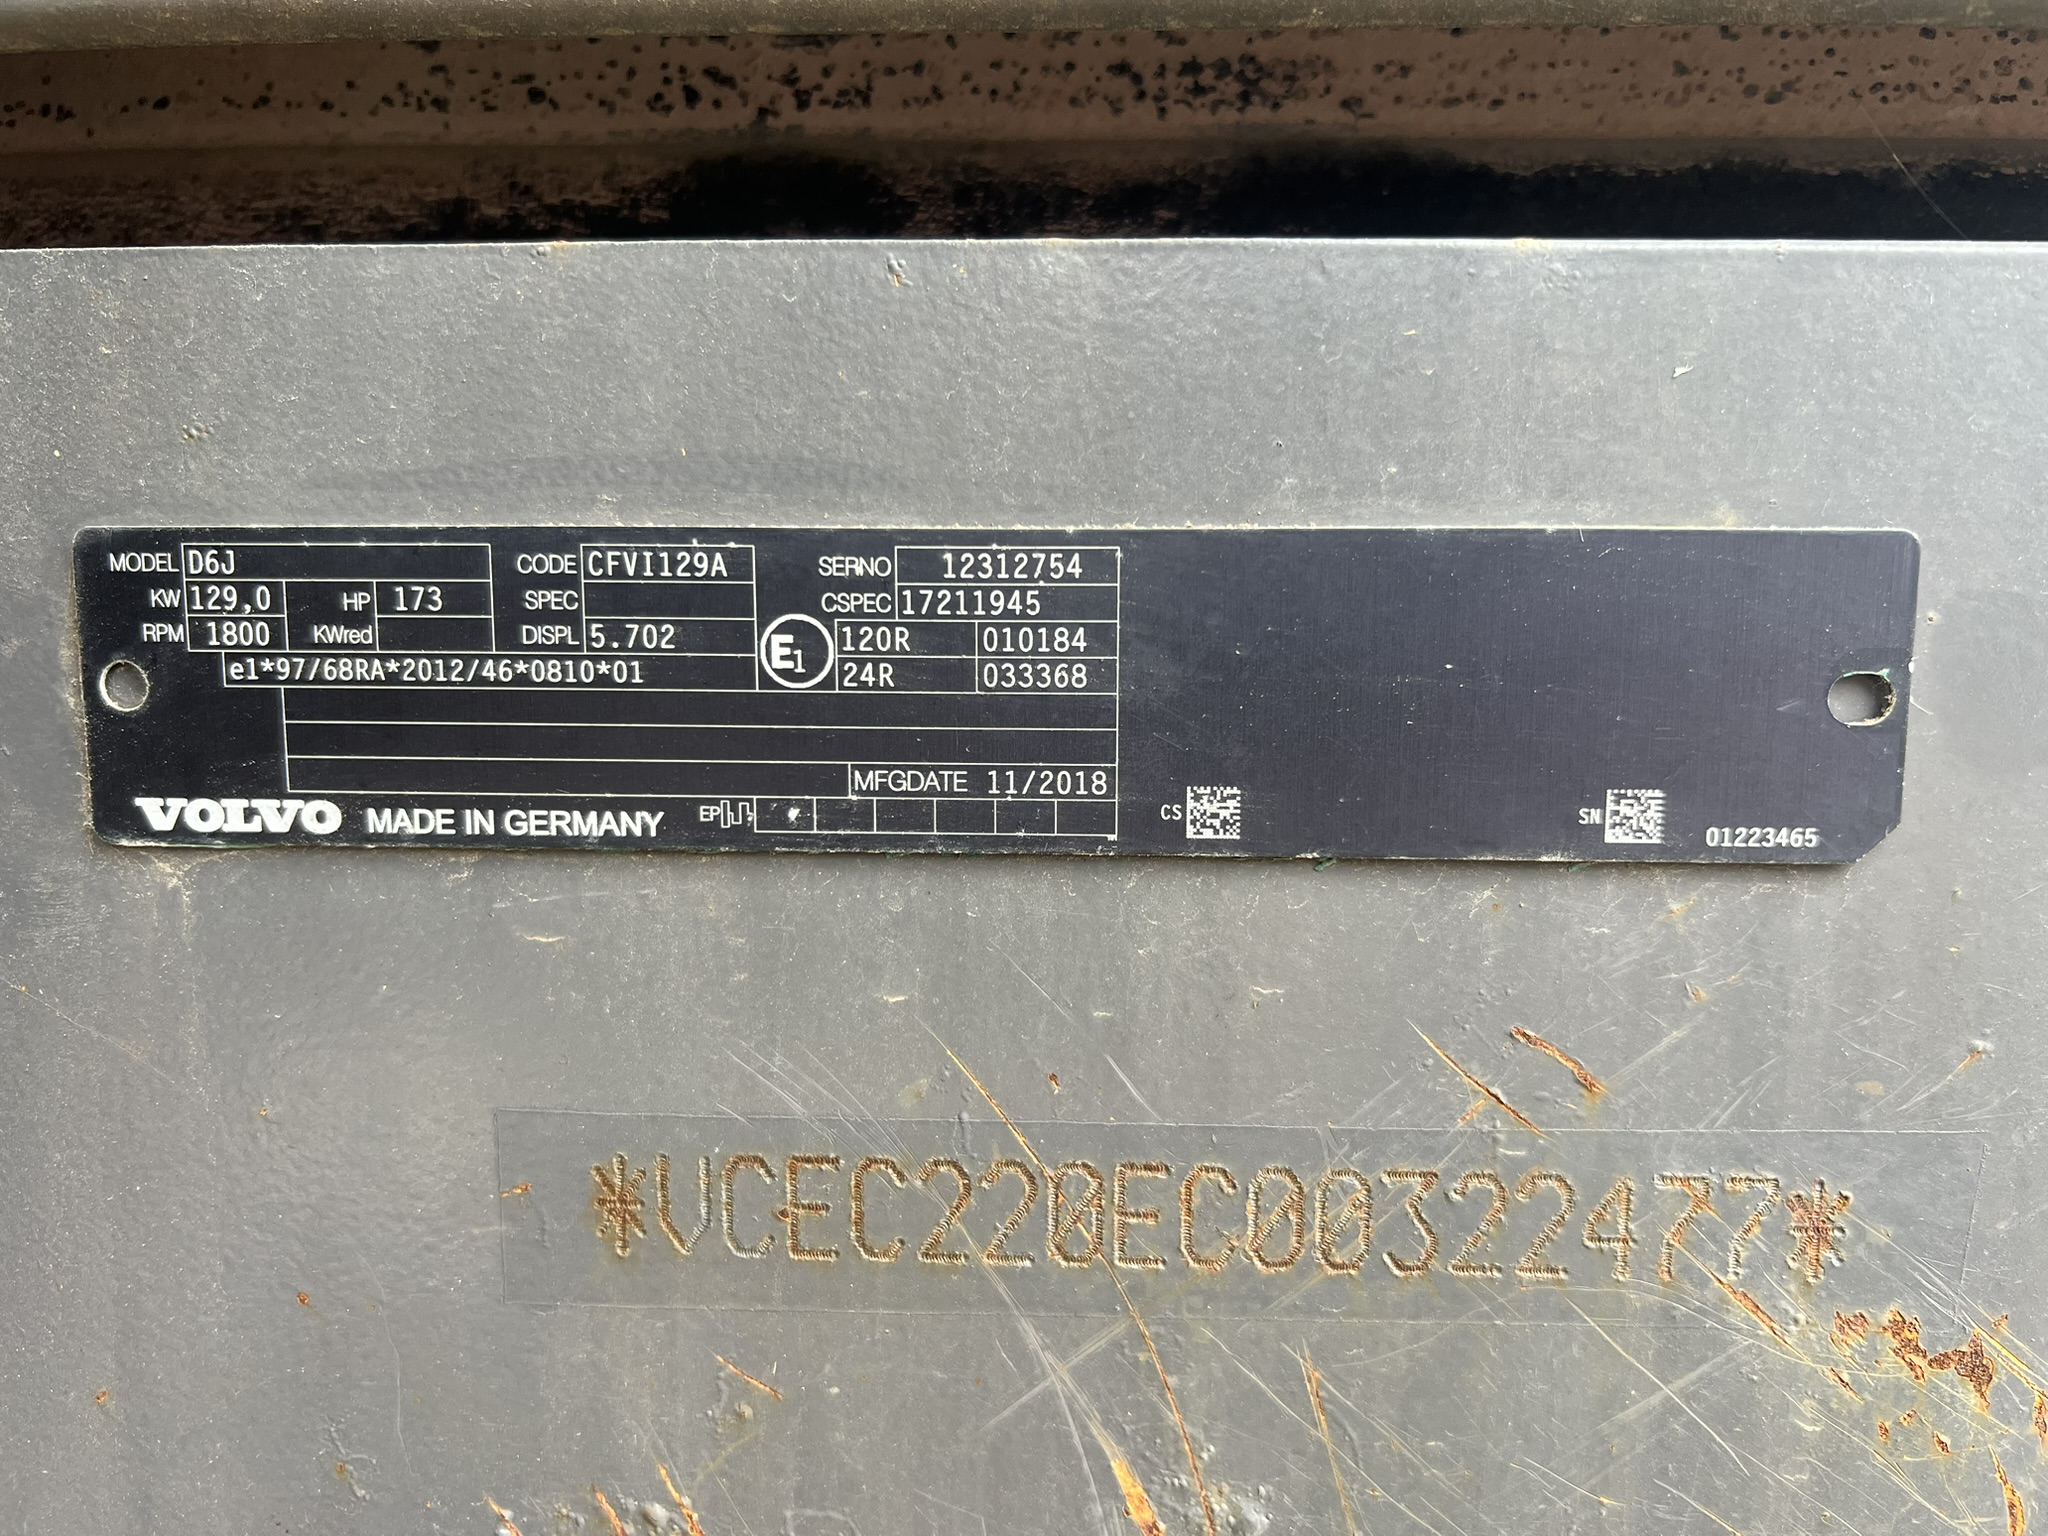 MODEL D6J CODE CFVI129A SERNO 12312754
KW 129,0 HP 173 SPEC CSPEC 17211945
RPM 1800 KWred DISPL 5.702 E1 120R 010184
e1*97/68RA*2012/46*0810*01 24R 033368
MFGDATE 11/2018
VOLVO MADE IN GERMANY EP CS SN 01223465
*VCEC220EC00322477*